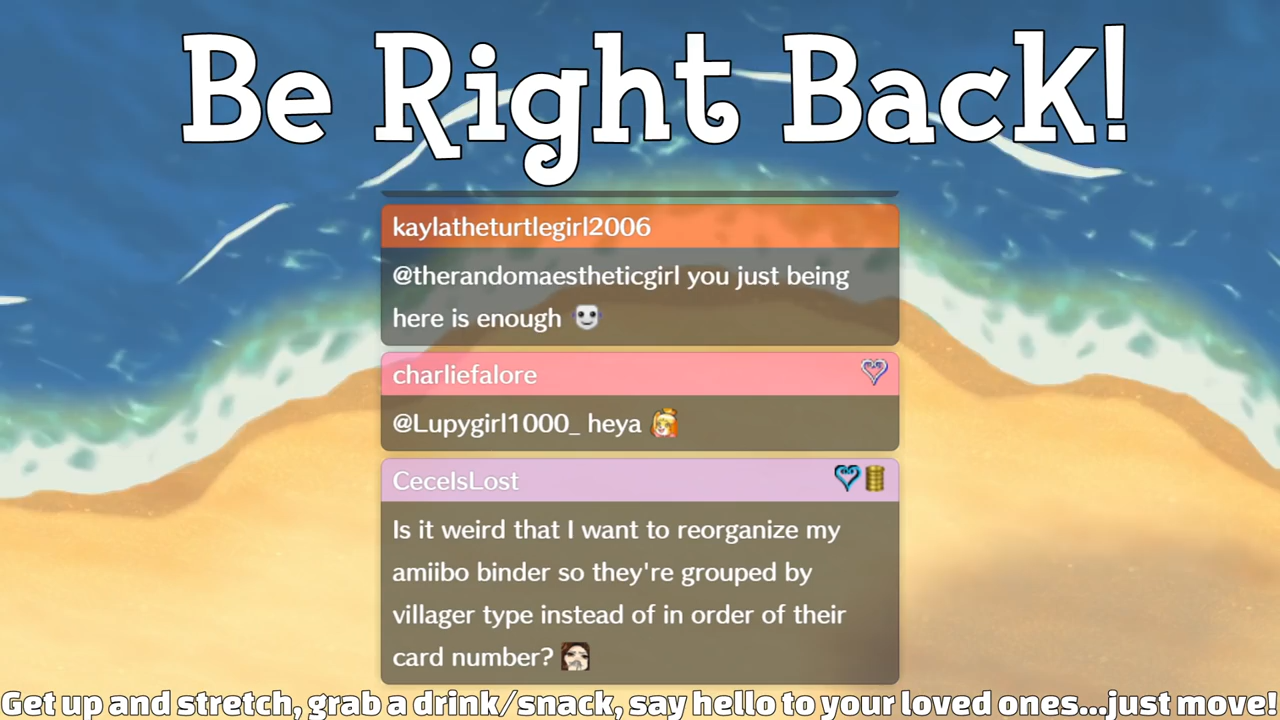 Be Right Back!
kaylatheturtlegirl2006
@therandomaestheticgirl you just being
here is enough
charliefalore
@Lupygirl1000_ heya
CeceIsLost
Is it weird that I want to reorganize my
amiibo binder so they're grouped by
villager type instead of in order of their
card number?
Get up and stretch, grab a drink/snack, say hello to your loved ones...just move!